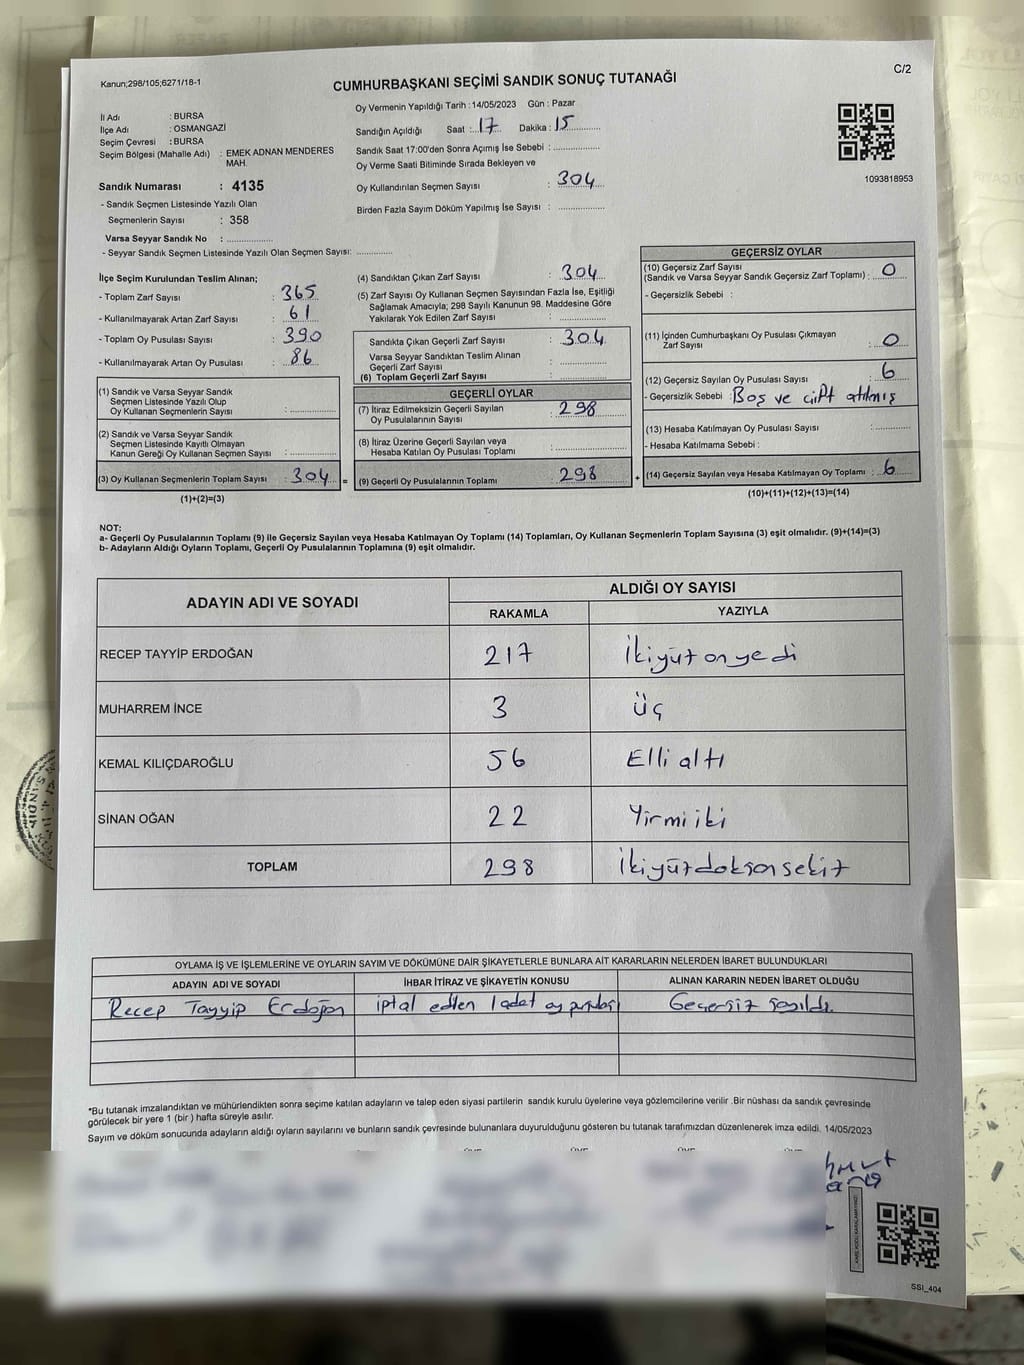 Kanun;298/105;6271/18-1
CUMHURBAŞKANI SEÇİMİ SANDIK SONUÇ TUTANAĞI
C/2
İl Adı : BURSA
İlçe Adı : OSMANGAZİ
Seçim Çevresi : BURSA
Seçim Bölgesi (Mahalle Adı) : EMEK ADNAN MENDERES MAH.
Sandık Numarası : 4135
- Sandık Seçmen Listesinde Yazılı Olan
Seçmenlerin Sayısı : 358
Varsa Seyyar Sandık No :
- Seyyar Sandık Seçmen Listesinde Yazılı Olan Seçmen Sayısı:
Oy Vermenin Yapıldığı Tarih :14/05/2023 Gün : Pazar
Sandığın Açıldığı Saat : 17 Dakika : 15
Sandık Saat 17:00'den Sonra Açımış İse Sebebi :
Oy Verme Saati Bitiminde Sırada Bekleyen ve
Oy Kullandırılan Seçmen Sayısı : 304
Birden Fazla Sayım Döküm Yapılmış İse Sayısı :
1093818953
İlçe Seçim Kurulundan Teslim Alınan;
- Toplam Zarf Sayısı : 365
- Kullanılmayarak Artan Zarf Sayısı : 61
- Toplam Oy Pusulası Sayısı : 390
- Kullanılmayarak Artan Oy Pusulası : 86
(1) Sandık ve Varsa Seyyar Sandık
Seçmen Listesinde Yazılı Olup
Oy Kullanan Seçmenlerin Sayısı :
(2) Sandık ve Varsa Seyyar Sandık
Seçmen Listesinde Kayıtlı Olmayan
Kanun Gereği Oy Kullanan Seçmen Sayısı :
(3) Oy Kullanan Seçmenlerin Toplam Sayısı : 304 =
(1)+(2)=(3)
(4) Sandıktan Çıkan Zarf Sayısı : 304
(5) Zarf Sayısı Oy Kullanan Seçmen Sayısından Fazla İse, Eşitliği
Sağlamak Amacıyla; 298 Sayılı Kanunun 98. Maddesine Göre
Yakılarak Yok Edilen Zarf Sayısı :
Sandıkta Çıkan Geçerli Zarf Sayısı : 304
Varsa Seyyar Sandıktan Teslim Alınan
Geçerli Zarf Sayısı :
(6) Toplam Geçerli Zarf Sayısı :
GEÇERLİ OYLAR
(7) İtiraz Edilmeksizin Geçerli Sayılan
Oy Pusulalarının Sayısı : 298
(8) İtiraz Üzerine Geçerli Sayılan veya
Hesaba Katılan Oy Pusulası Toplamı :
(9) Geçerli Oy Pusulalarının Toplamı : 298 +
GEÇERSİZ OYLAR
(10) Geçersiz Zarf Sayısı
(Sandık ve Varsa Seyyar Sandık Geçersiz Zarf Toplamı) : 0
- Geçersizlik Sebebi :
(11) İçinden Cumhurbaşkanı Oy Pusulası Çıkmayan
Zarf Sayısı : 0
(12) Geçersiz Sayılan Oy Pusulası Sayısı : 6
- Geçersizlik Sebebi : Boş ve çift atılmış
(13) Hesaba Katılmayan Oy Pusulası Sayısı :
- Hesaba Katılmama Sebebi :
(14) Geçersiz Sayılan veya Hesaba Katılmayan Oy Toplamı : 6
(10)+(11)+(12)+(13)=(14)
NOT:
a- Geçerli Oy Pusulalarının Toplamı (9) ile Geçersiz Sayılan veya Hesaba Katılmayan Oy Toplamı (14) Toplamları, Oy Kullanan Seçmenlerin Toplam Sayısına (3) eşit olmalıdır. (9)+(14)=(3)
b- Adayların Aldığı Oyların Toplamı, Geçerli Oy Pusulalarının Toplamına (9) eşit olmalıdır.
ADAYIN ADI VE SOYADI ALDIĞI OY SAYISI
RAKAMLA YAZIYLA
RECEP TAYYİP ERDOĞAN 217 İkiyüz on yedi
MUHARREM İNCE 3 üç
KEMAL KILIÇDAROĞLU 56 Elli altı
SİNAN OĞAN 22 Yirmi iki
TOPLAM 298 İkiyüz doksan sekiz
OYLAMA İŞ VE İŞLEMLERİNE VE OYLARIN SAYIM VE DÖKÜMÜNE DAİR ŞİKAYETLERLE BUNLARA AİT KARARLARIN NELERDEN İBARET BULUNDUKLARI
ADAYIN ADI VE SOYADI İHBAR İTİRAZ VE ŞİKAYETİN KONUSU ALINAN KARARIN NEDEN İBARET OLDUĞU
Recep Tayyip Erdoğan iptal edilen 1 adet oy pusulası Geçersiz sayıldı.
*Bu tutanak imzalandıktan ve mühürlendikten sonra seçime katılan adayların ve talep eden siyasi partilerin sandık kurulu üyelerine veya gözlemcilerine verilir .Bir nüshası da sandık çevresinde
görülecek bir yere 1 (bir ) hafta süreyle asılır.
Sayım ve döküm sonucunda adayların aldığı oyların sayılarını ve bunların sandık çevresinde bulunanlara duyurulduğunu gösteren bu tutanak tarafımızdan düzenlenerek imza edildi. 14/05/2023
SSI_404